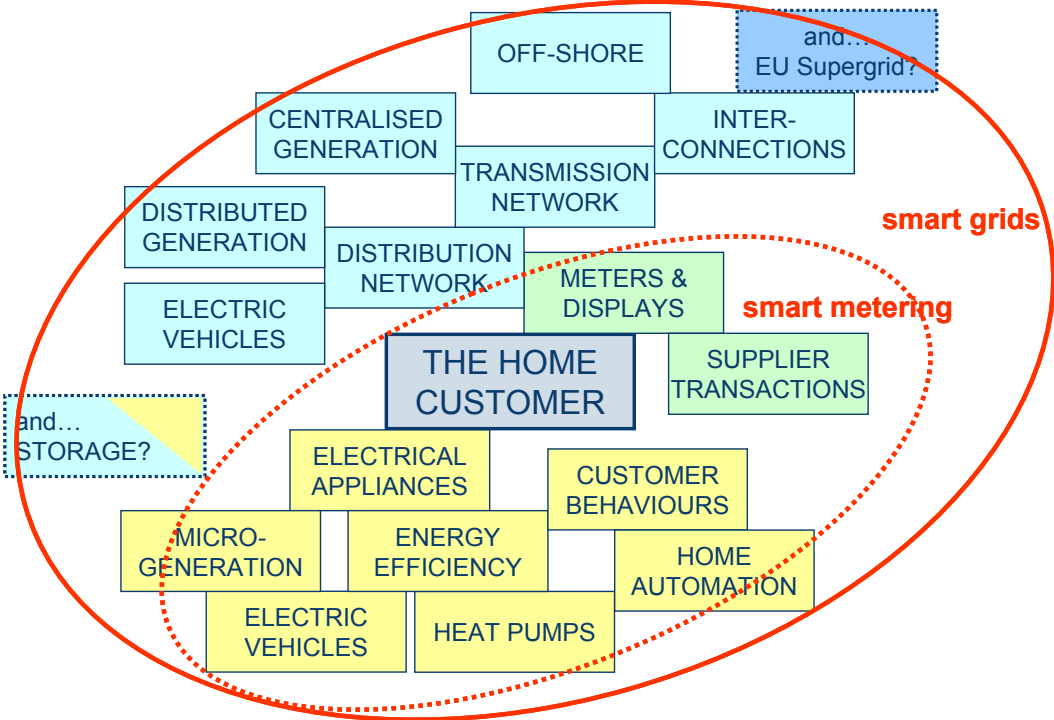 OFF-SHORE
and…
EU Supergrid?
CENTRALISED
GENERATION
INTER-
CONNECTIONS
TRANSMISSION
NETWORK
DISTRIBUTED
GENERATION
smart grids
DISTRIBUTION
NETWORK
METERS &
DISPLAYS
ELECTRIC
VEHICLES
smart metering
THE HOME
CUSTOMER
SUPPLIER
TRANSACTIONS
and…
STORAGE?
ELECTRICAL
APPLIANCES
CUSTOMER
BEHAVIOURS
MICRO-
GENERATION
ENERGY
EFFICIENCY
HOME
AUTOMATION
ELECTRIC
VEHICLES
HEAT PUMPS